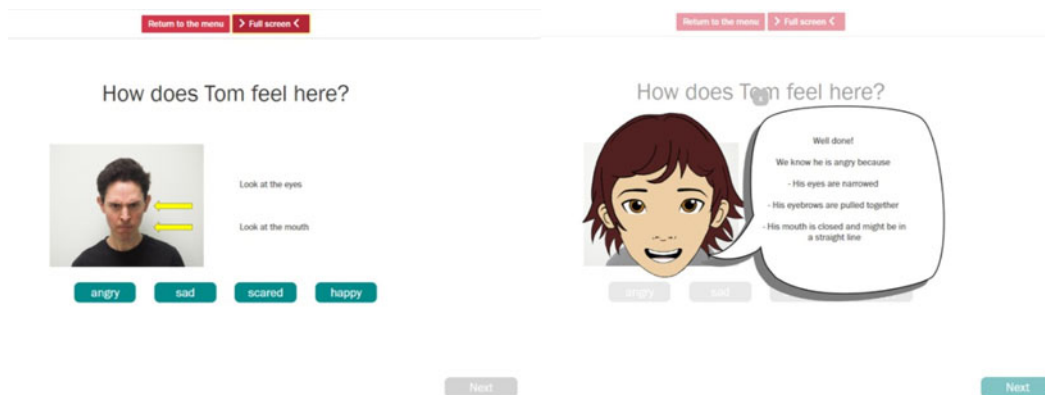 Return to the menu
> Full screen <
How does Tom feel here?
Look at the eyes
Look at the mouth
angry
sad
scared
happy
Next
Return to the menu
> Full screen <
How does Tom feel here?
Well done!
We know he is angry because
- His eyes are narrowed
- His eyebrows are pulled together
- His mouth is closed and might be in
a straight line
angry
sad
Next